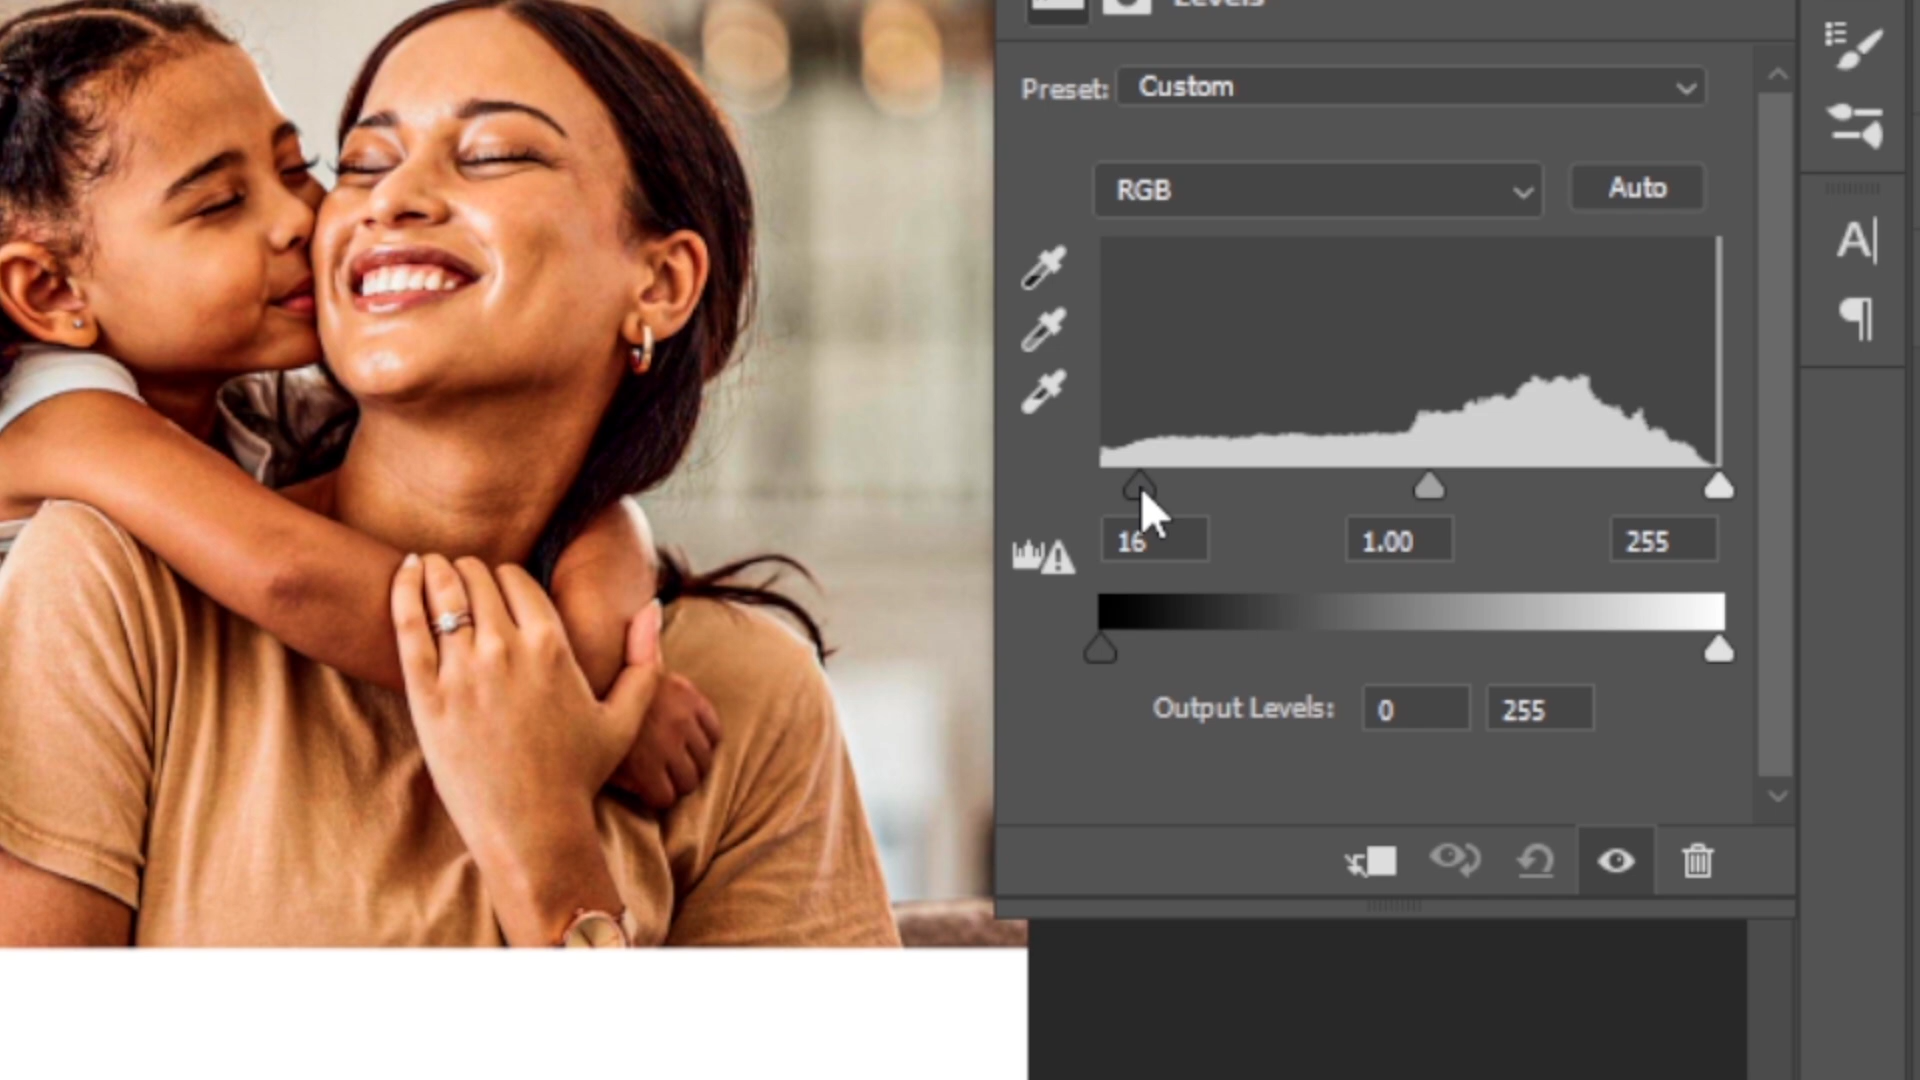 Levels
Preset: Custom
RGB Auto
16 1.00 255
Output Levels: 0 255